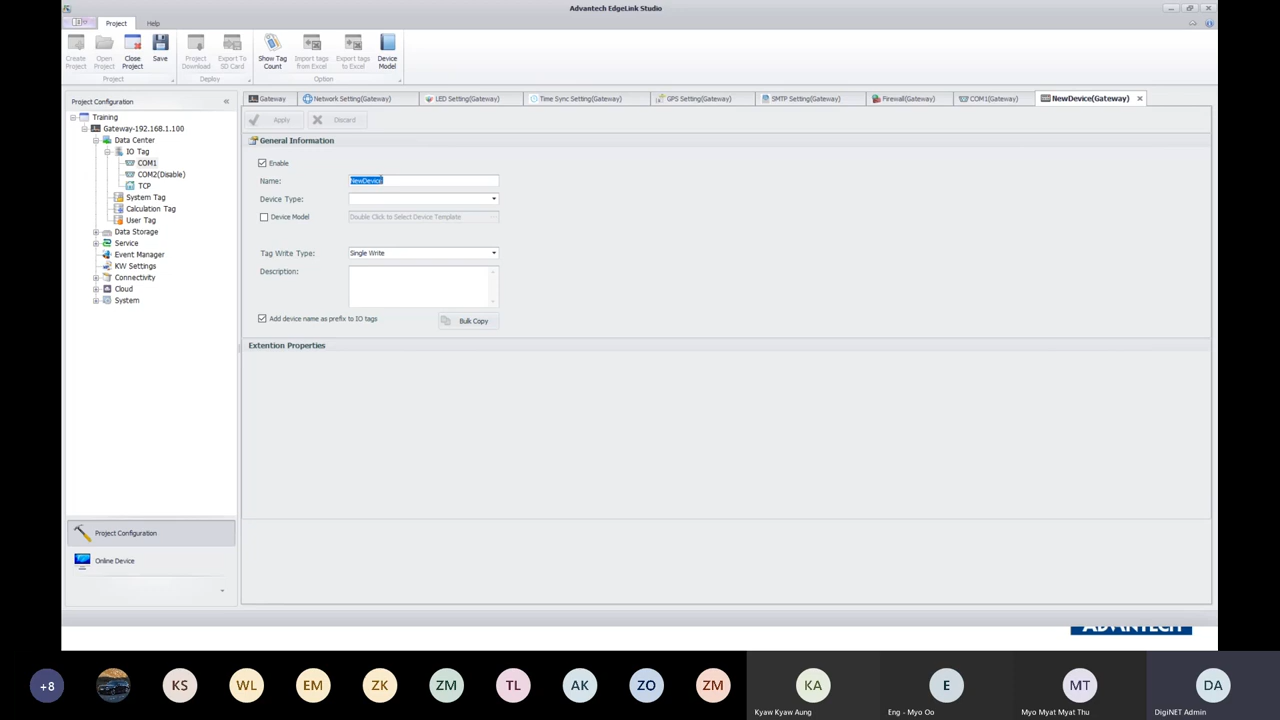 Advantech EdgeLink Studio
Project
Help
Create Project
Open Project
Close Project
Save
Project Download
Export To SD Card
Show Tag Count
Import tags from Excel
Export tags to Excel
Device Model
Project
Deploy
Option
Project Configuration
Gateway
Network Setting(Gateway)
LED Setting(Gateway)
Time Sync Setting(Gateway)
GPS Setting(Gateway)
SMTP Setting(Gateway)
Firewall(Gateway)
COM1(Gateway)
NewDevice(Gateway)
Training
Gateway-192.168.1.100
Data Center
IO Tag
COM1
COM2(Disable)
TCP
System Tag
Calculation Tag
User Tag
Data Storage
Service
Event Manager
KW Settings
Connectivity
Cloud
System
Apply
Discard
General Information
Enable
Name:
NewDevice
Device Type:
Device Model
Double Click to Select Device Template
Tag Write Type:
Single Write
Description:
Add device name as prefix to IO tags
Bulk Copy
Extention Properties
Project Configuration
Online Device
ADVANTECH
+8
KS
WL
EM
ZK
ZM
TL
AK
ZO
ZM
KA
Kyaw Kyaw Aung
E
Eng - Myo Oo
MT
Myo Myat Myat Thu
DA
DigiNET Admin